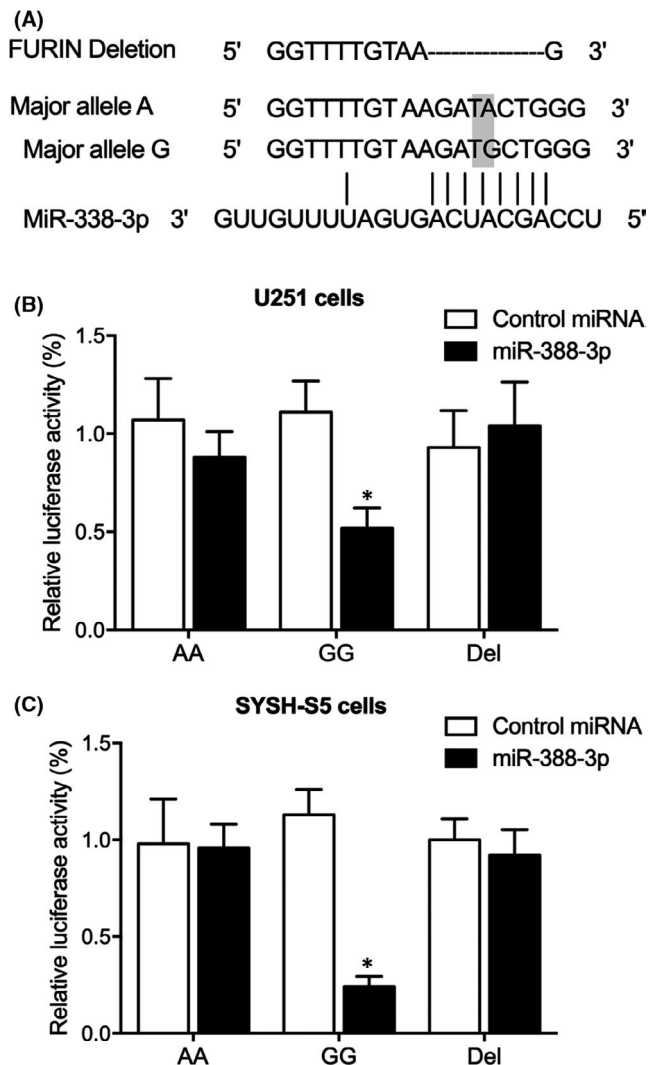 (A)
FURIN Deletion 5' GGTTTTGTAA---------------G 3'
Major allele A 5' GGTTTTGT AAGATACTGGG 3'
Major allele G 5' GGTTTTGT AAGATGCTGGG 3'
MiR-338-3p 3' GUUGUUUUAGUGACUACGACCU 5'
(B)
U251 cells
Control miRNA
miR-388-3p
Relative luciferase activity (%)
1.5
1.0
0.5
0.0
*
AA GG Del
(C)
SYSH-S5 cells
Control miRNA
miR-388-3p
Relative luciferase activity (%)
1.5
1.0
0.5
0.0
*
AA GG Del